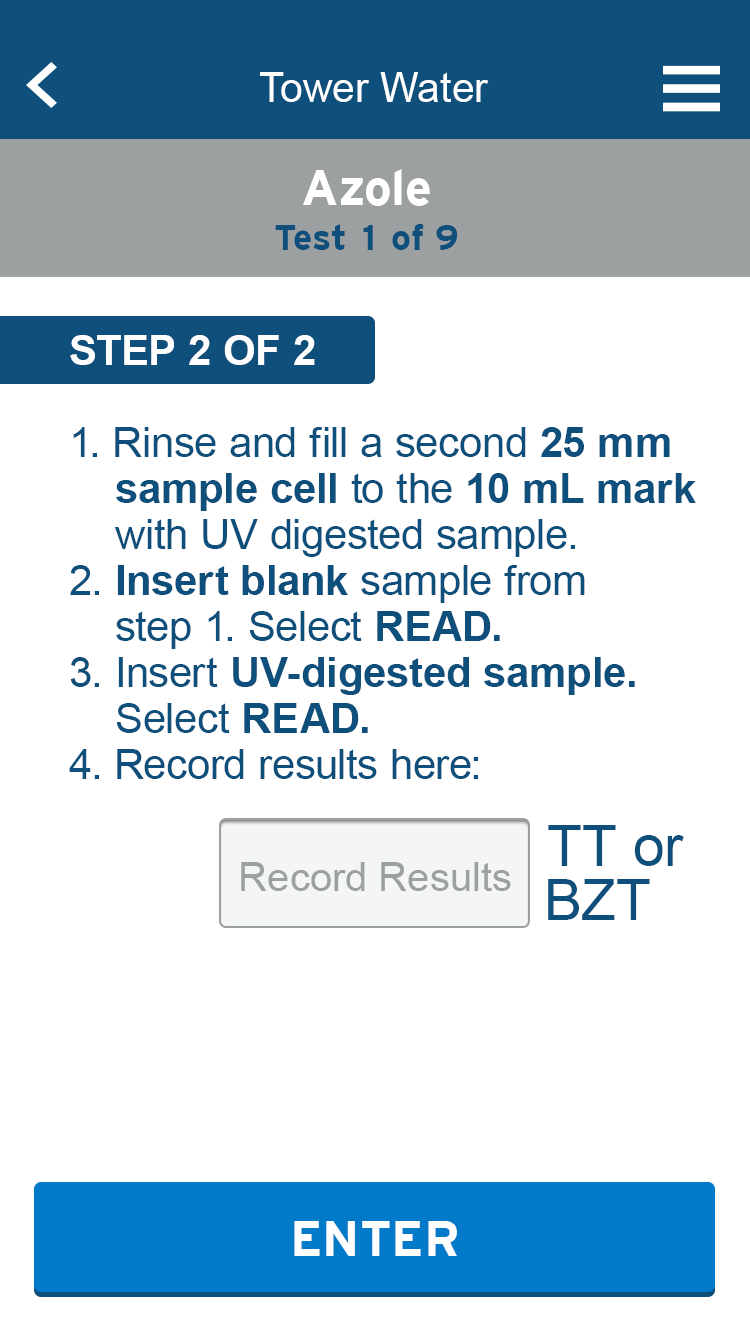 Tower Water
Azole
Test 1 of 9
STEP 2 OF 2
1. Rinse and fill a second 25 mm
sample cell to the 10 mL mark
with UV digested sample.
2. Insert blank sample from
step 1. Select READ.
3. Insert UV-digested sample.
Select READ.
4. Record results here:
Record Results
TT or
BZT
ENTER